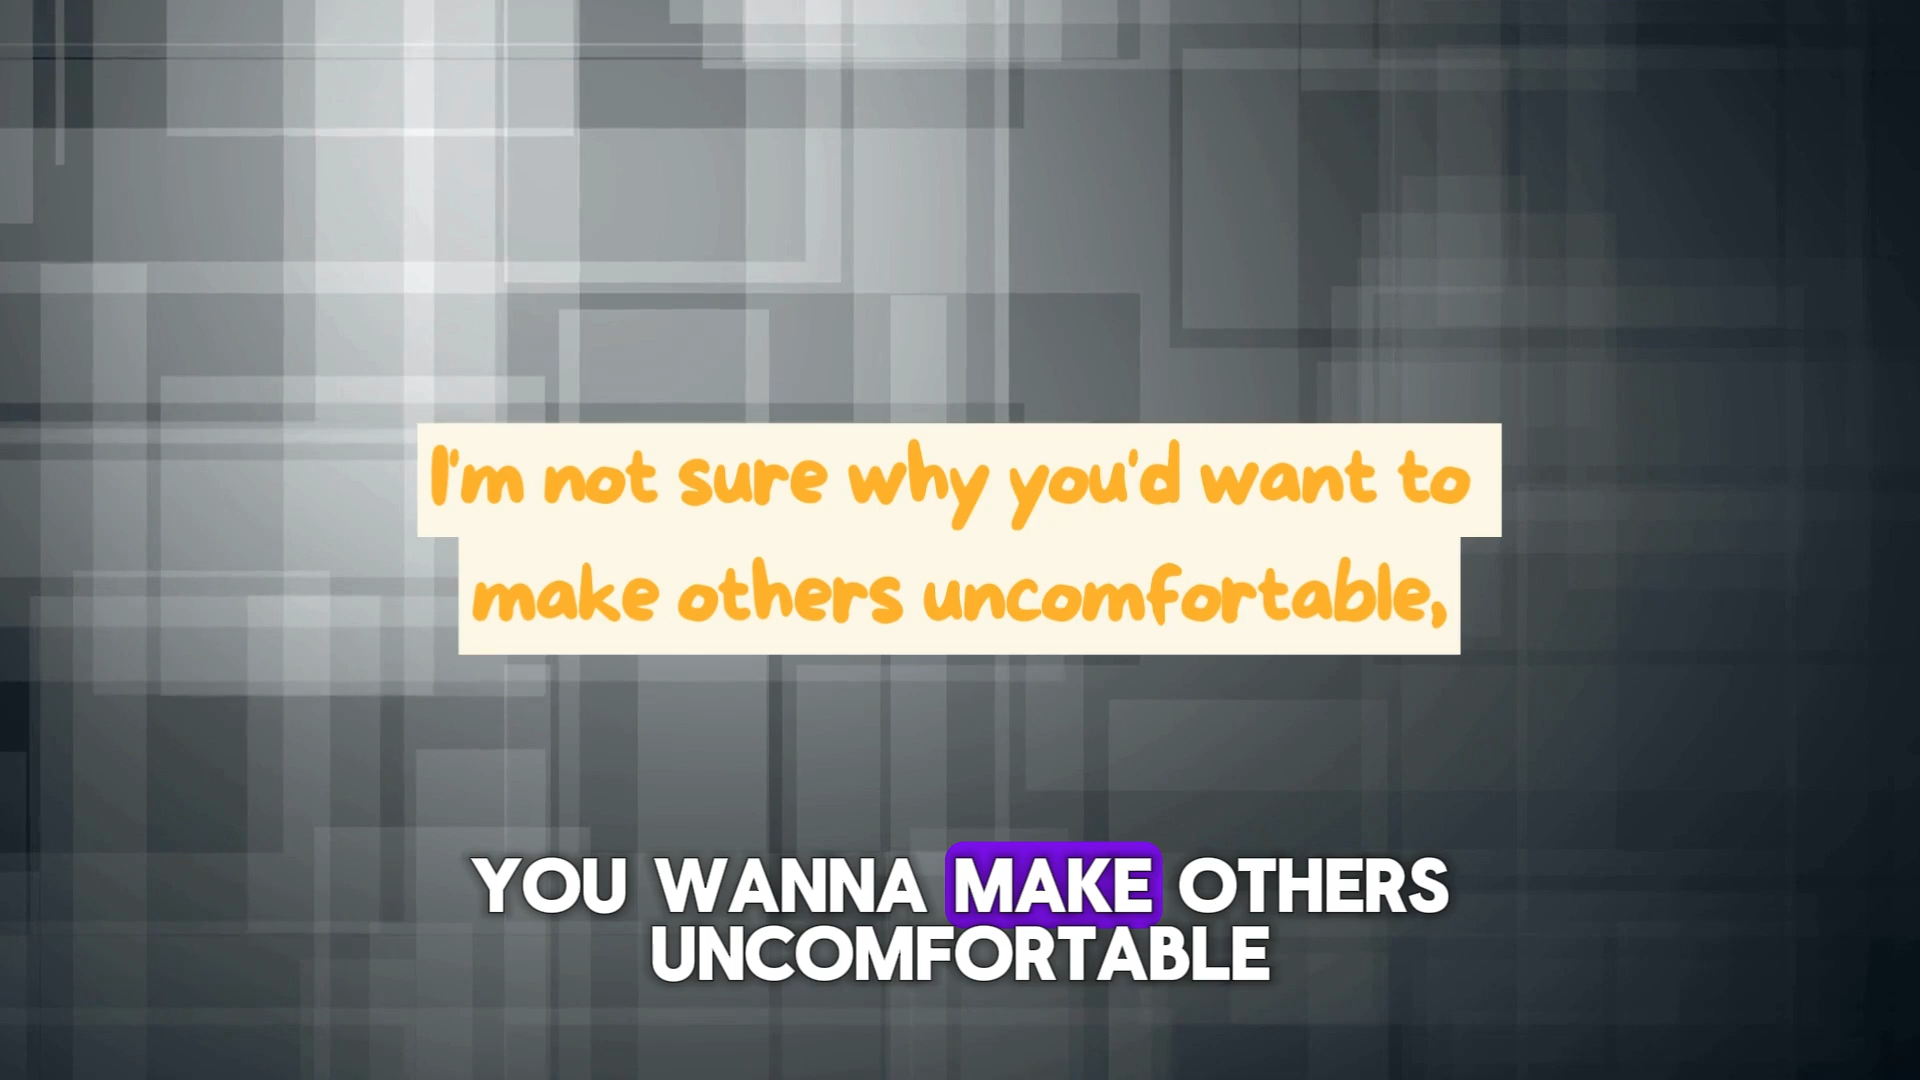 I'm not sure why you'd want to
make others uncomfortable,
YOU WANNA MAKE OTHERS
UNCOMFORTABLE